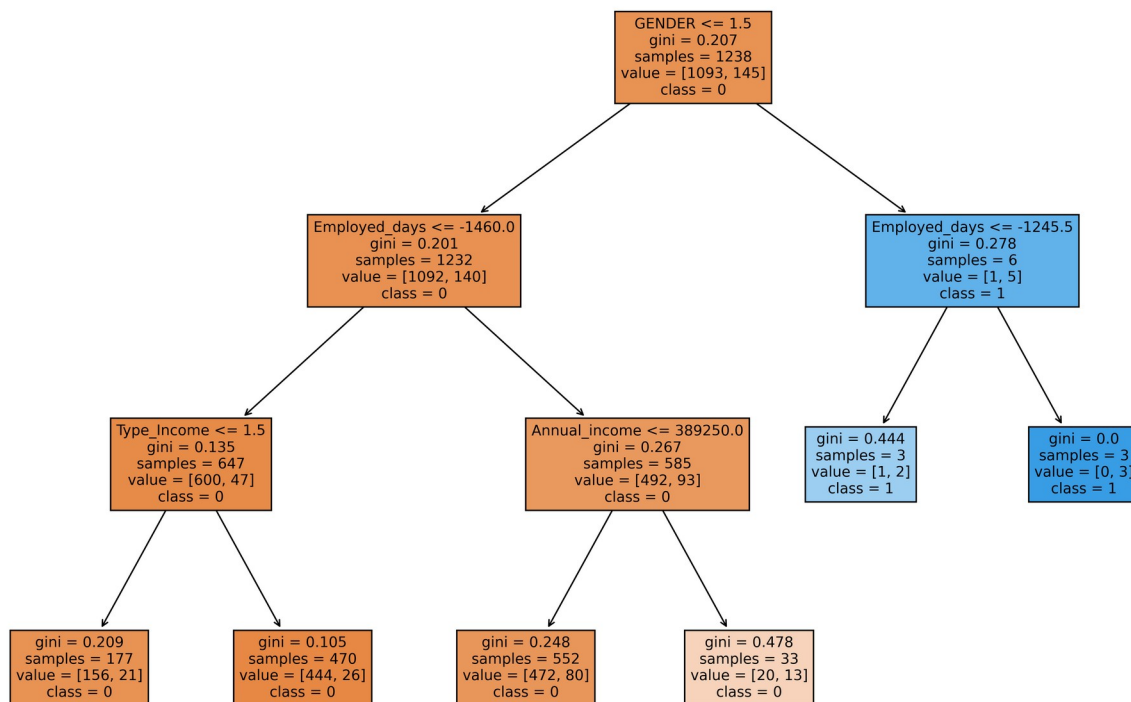 GENDER <= 1.5
gini = 0.207
samples = 1238
value = [1093, 145]
class = 0
Employed_days <= -1460.0
gini = 0.201
samples = 1232
value = [1092, 140]
class = 0
Employed_days <= -1245.5
gini = 0.278
samples = 6
value = [1, 5]
class = 1
Type_Income <= 1.5
gini = 0.135
samples = 647
value = [600, 47]
class = 0
Annual_income <= 389250.0
gini = 0.267
samples = 585
value = [492, 93]
class = 0
gini = 0.444
samples = 3
value = [1, 2]
class = 1
gini = 0.0
samples = 3
value = [0, 3]
class = 1
gini = 0.209
samples = 177
value = [156, 21]
class = 0
gini = 0.105
samples = 470
value = [444, 26]
class = 0
gini = 0.248
samples = 552
value = [472, 80]
class = 0
gini = 0.478
samples = 33
value = [20, 13]
class = 0